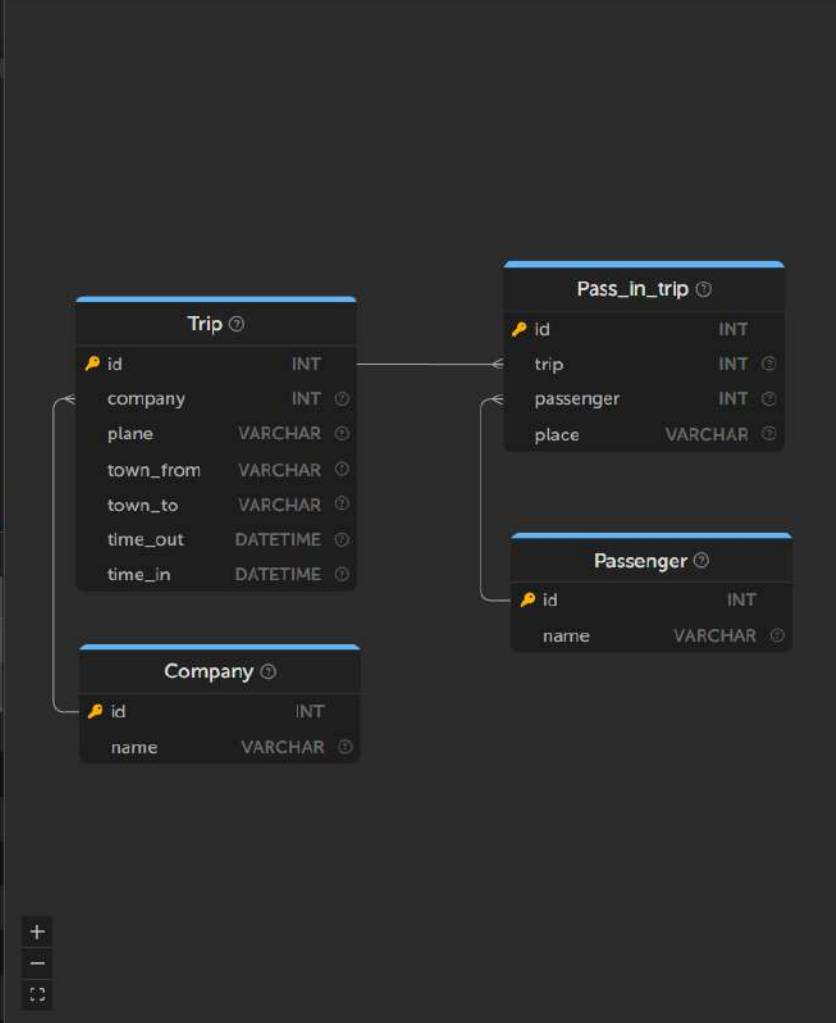 Trip
id INT
company INT
plane VARCHAR
town_from VARCHAR
town_to VARCHAR
time_out DATETIME
time_in DATETIME
Company
id INT
name VARCHAR
Pass_in_trip
id INT
trip INT
passenger INT
place VARCHAR
Passenger
id INT
name VARCHAR